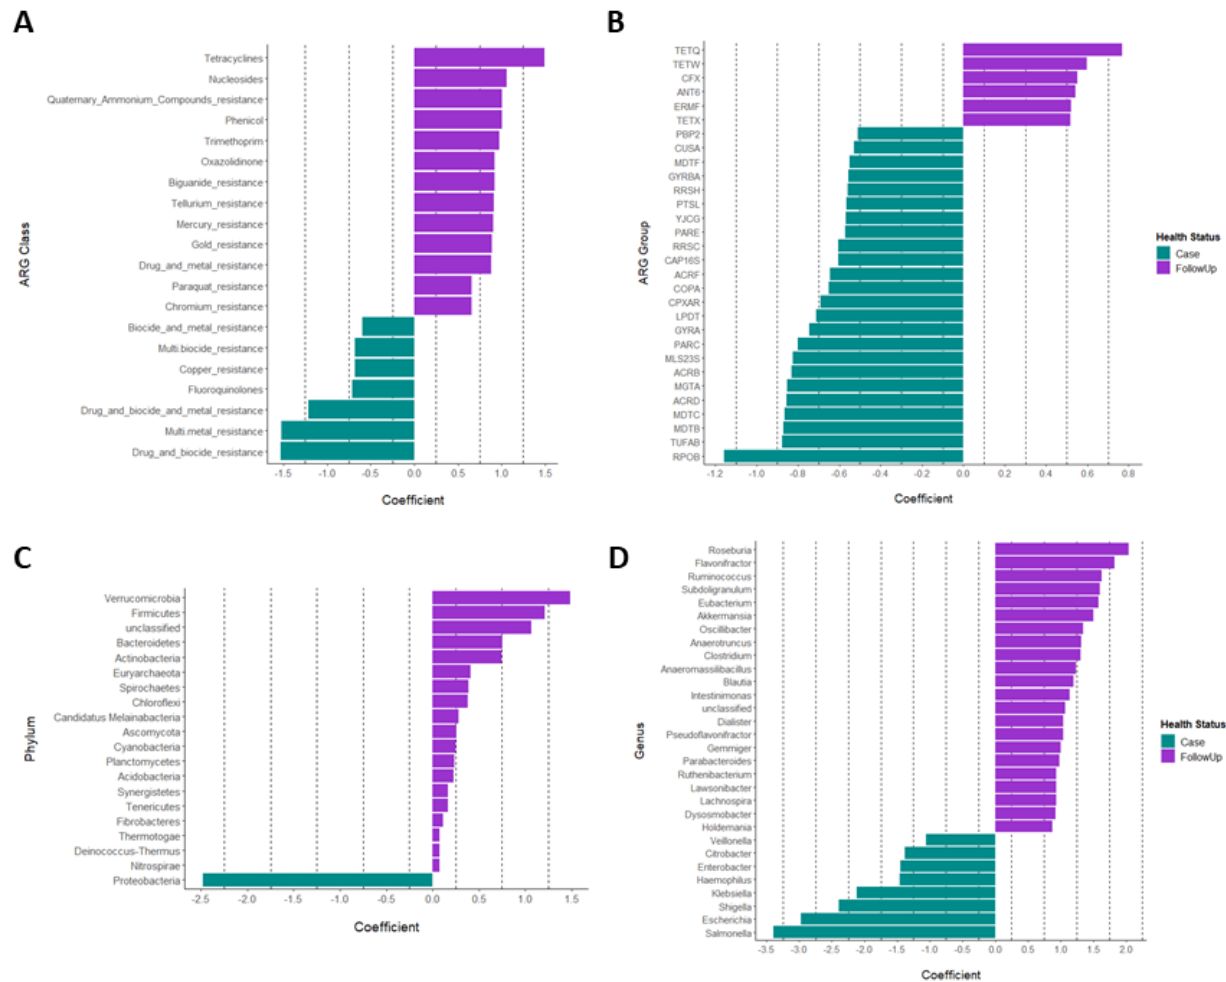 A
Tetracyclines
Nucleosides
Quaternary_Ammonium_Compounds_resistance
Phenicol
Trimethoprim
Oxazolidinone
Biguanide_resistance
Tellurium_resistance
Mercury_resistance
Gold_resistance
Drug_and_metal_resistance
Paraquat_resistance
Chromium_resistance
Biocide_and_metal_resistance
Multi.biocide_resistance
Copper_resistance
Fluoroquinolones
Drug_and_biocide_and_metal_resistance
Multi.metal_resistance
Drug_and_biocide_resistance
ARG Class
-1.5 -1.0 -0.5 0.0 0.5 1.0 1.5
Coefficient
B
TETQ
TETW
CFX
ANT6
ERMF
TETX
PBP2
CUSA
MDTF
GYRBA
RRSH
PTSL
YJCG
PARE
RRSC
CAP16S
ACRF
COPA
CPXAR
LPDT
GYRA
PARC
MLS23S
ACRB
MGTA
ACRD
MDTC
MDTB
TUFAB
RPOB
ARG Group
-1.2 -1.0 -0.8 -0.6 -0.4 -0.2 0.0 0.2 0.4 0.6 0.8
Coefficient
Health Status
Case
FollowUp
C
Verrucomicrobia
Firmicutes
unclassified
Bacteroidetes
Actinobacteria
Euryarchaeota
Spirochaetes
Chloroflexi
Candidatus Melainabacteria
Ascomycota
Cyanobacteria
Planctomycetes
Acidobacteria
Synergistetes
Tenericutes
Fibrobacteres
Thermotogae
Deinococcus-Thermus
Nitrospirae
Proteobacteria
Phylum
-2.5 -2.0 -1.5 -1.0 -0.5 0.0 0.5 1.0 1.5
Coefficient
D
Roseburia
Flavonifractor
Ruminococcus
Subdoligranulum
Eubacterium
Akkermansia
Oscillibacter
Anaerotruncus
Clostridium
Anaeromassilibacillus
Blautia
Intestinimonas
unclassified
Dialister
Pseudoflavonifractor
Gemmiger
Parabacteroides
Ruthenibacterium
Lawsonibacter
Lachnospira
Dysosmobacter
Holdemania
Veillonella
Citrobacter
Enterobacter
Haemophilus
Klebsiella
Shigella
Escherichia
Salmonella
Genus
-3.5 -3.0 -2.5 -2.0 -1.5 -1.0 -0.5 0.0 0.5 1.0 1.5 2.0
Coefficient
Health Status
Case
FollowUp